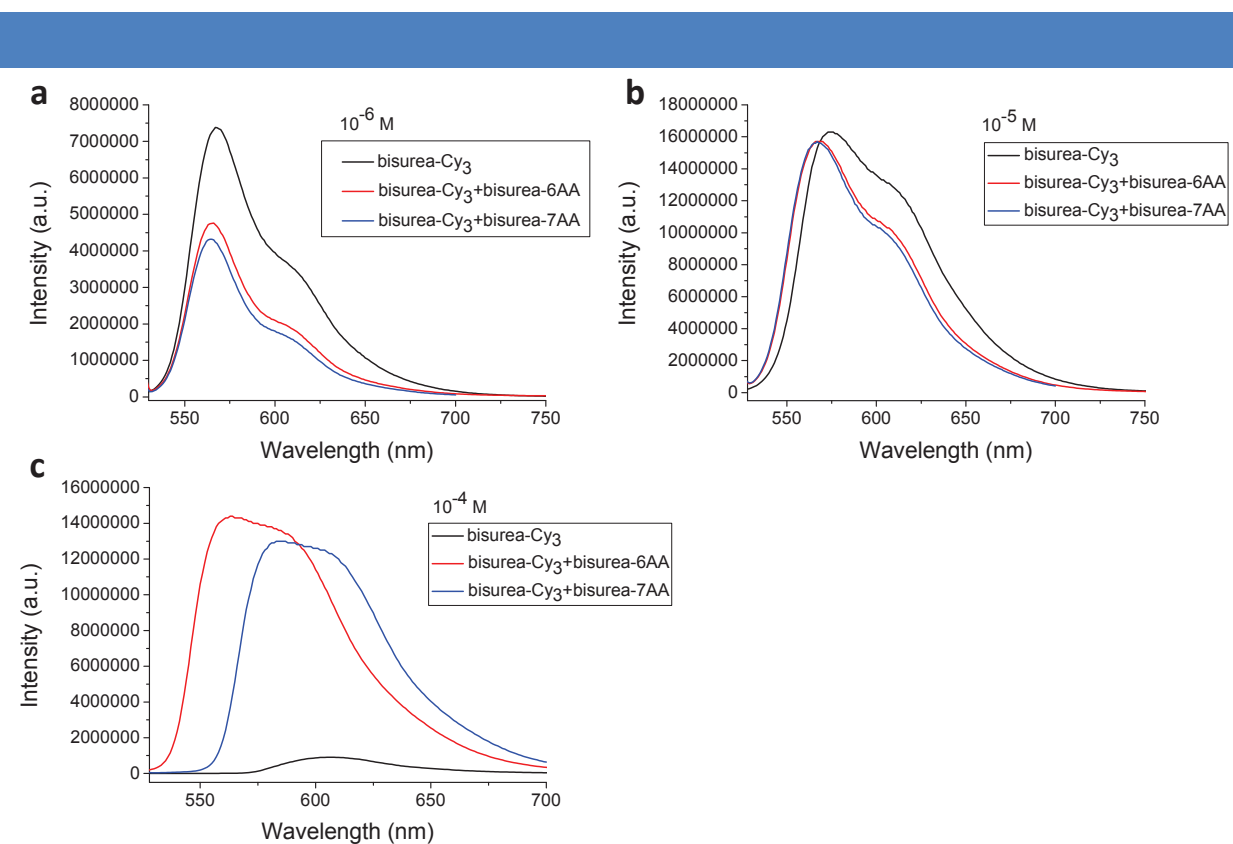 a
8000000
7000000
6000000
5000000
4000000
3000000
2000000
1000000
0
Intensity (a.u.)
550 600 650 700 750
Wavelength (nm)
10-6 M
bisurea-Cy3
bisurea-Cy3+bisurea-6AA
bisurea-Cy3+bisurea-7AA
b
18000000
16000000
14000000
12000000
10000000
8000000
6000000
4000000
2000000
0
Intensity (a.u.)
550 600 650 700 750
Wavelength (nm)
10-5 M
bisurea-Cy3
bisurea-Cy3+bisurea-6AA
bisurea-Cy3+bisurea-7AA
c
16000000
14000000
12000000
10000000
8000000
6000000
4000000
2000000
0
Intensity (a.u.)
550 600 650 700
Wavelength (nm)
10-4 M
bisurea-Cy3
bisurea-Cy3+bisurea-6AA
bisurea-Cy3+bisurea-7AA